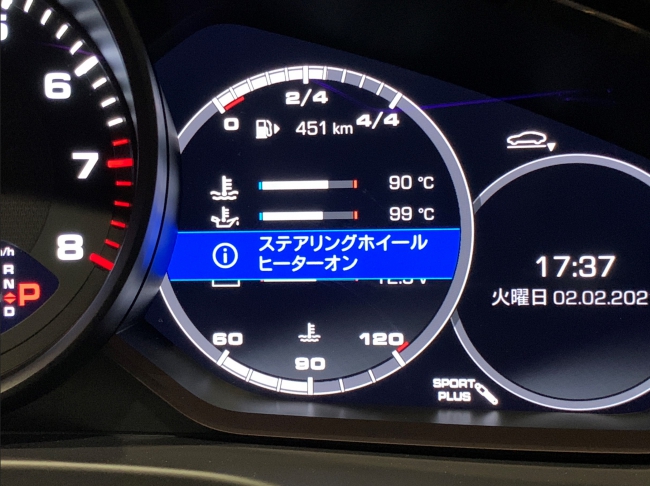 6
7
8
R
N
D
P
0
2/4
4/4
451 km
90 °C
99 °C
ステアリングホイール
ヒーターオン
60
90
120
17:37
火曜日 02.02.202
SPORT
PLUS